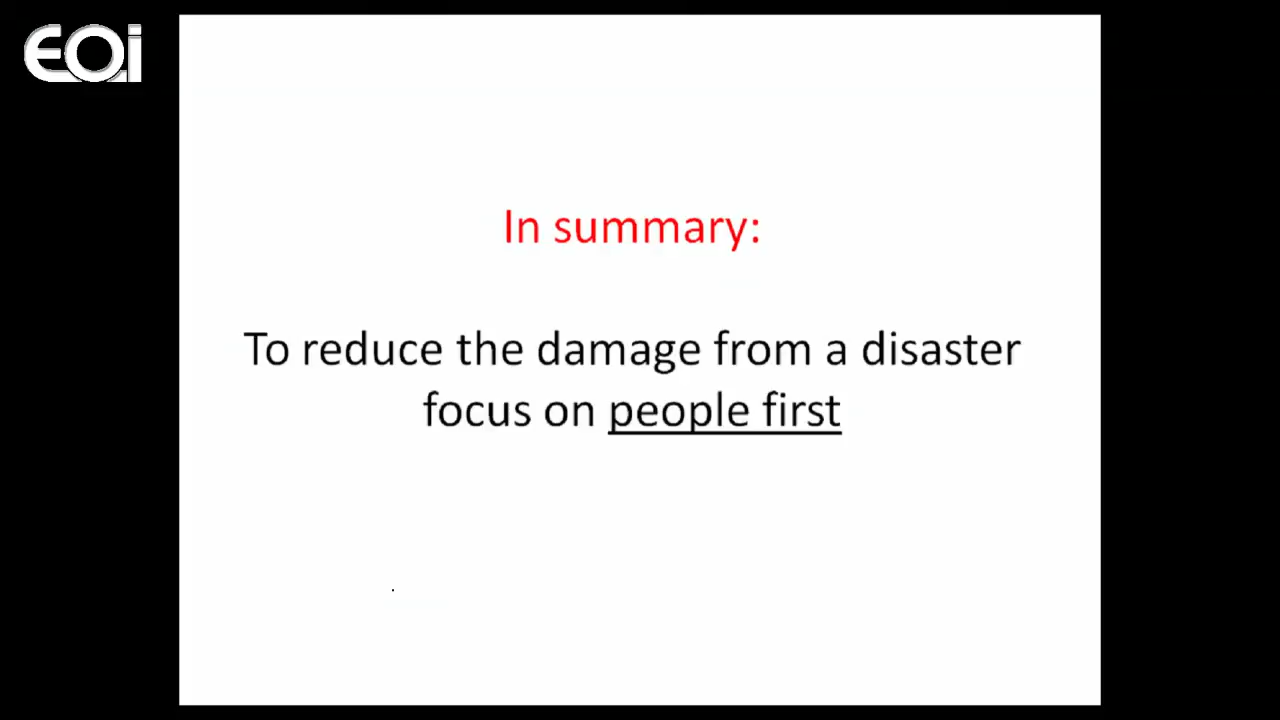 EOi
In summary:
To reduce the damage from a disaster
focus on people first